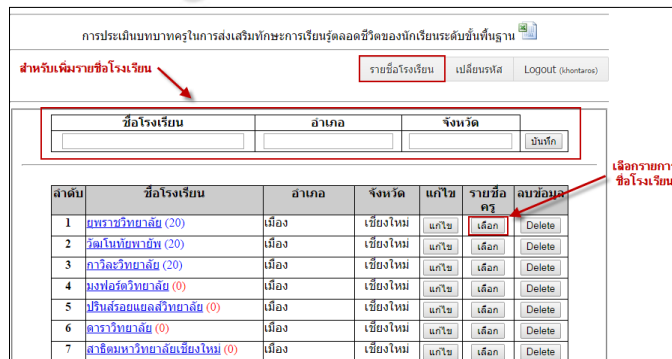 การประเมินบทบาทครูในการส่งเสริมทักษะการเรียนรู้ตลอดชีวิตของนักเรียนระดับขั้นพื้นฐาน
สำหรับเพิ่มรายชื่อโรงเรียน
รายชื่อโรงเรียน เปลี่ยนรหัส Logout (khontaros)
ชื่อโรงเรียน อำเภอ จังหวัด
บันทึก
เลือกรายการ
ชื่อโรงเรียน
ลำดับ ชื่อโรงเรียน อำเภอ จังหวัด แก้ไข รายชื่อครู ลบข้อมูล
1 ยุพราชวิทยาลัย (20) เมือง เชียงใหม่ แก้ไข เลือก Delete
2 วัฒโนทัยพายัพ (20) เมือง เชียงใหม่ แก้ไข เลือก Delete
3 กาวิละวิทยาลัย (20) เมือง เชียงใหม่ แก้ไข เลือก Delete
4 มงฟอร์ตวิทยาลัย (0) เมือง เชียงใหม่ แก้ไข เลือก Delete
5 ปรินส์รอยแยลส์วิทยาลัย (0) เมือง เชียงใหม่ แก้ไข เลือก Delete
6 ดาราวิทยาลัย (0) เมือง เชียงใหม่ แก้ไข เลือก Delete
7 สาธิตมหาวิทยาลัยเชียงใหม่ (0) เมือง เชียงใหม่ แก้ไข เลือก Delete